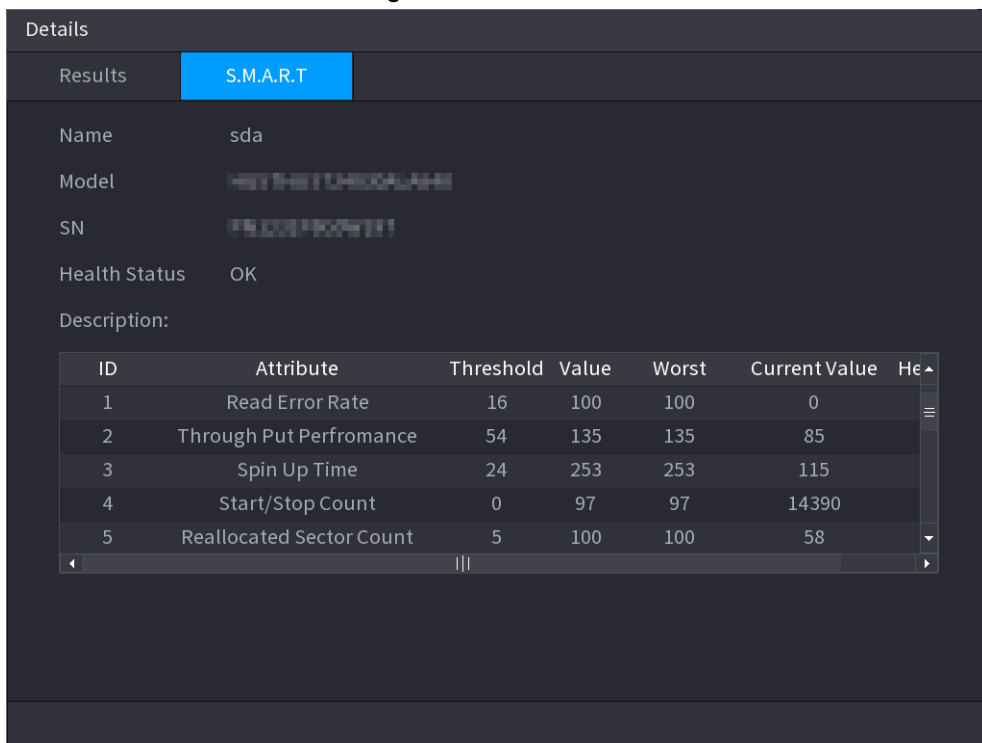 Details
Results S.M.A.R.T
Name sda
Model
SN
Health Status OK
Description:
ID Attribute Threshold Value Worst Current Value He
1 Read Error Rate 16 100 100 0
2 Through Put Perfromance 54 135 135 85
3 Spin Up Time 24 253 253 115
4 Start/Stop Count 0 97 97 14390
5 Reallocated Sector Count 5 100 100 58